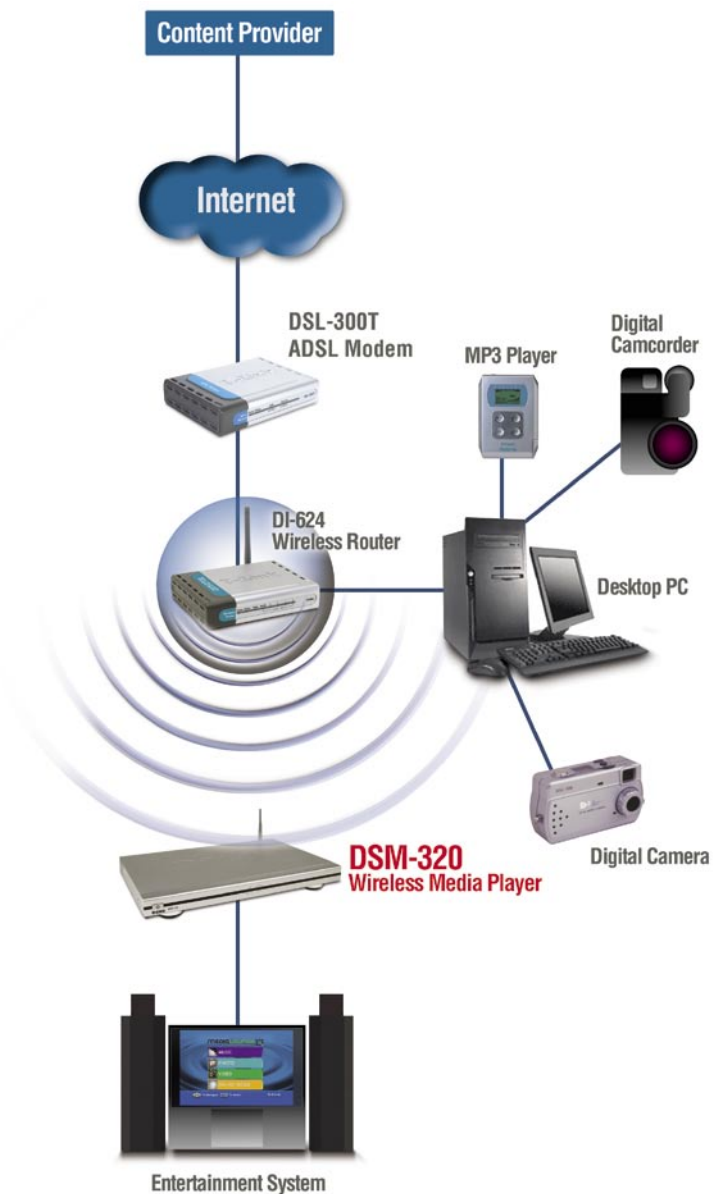 Content Provider
Internet
DSL-300T
ADSL Modem
MP3 Player
Digital
Camcorder
DI-624
Wireless Router
Desktop PC
DSM-320
Wireless Media Player
Digital Camera
Entertainment System